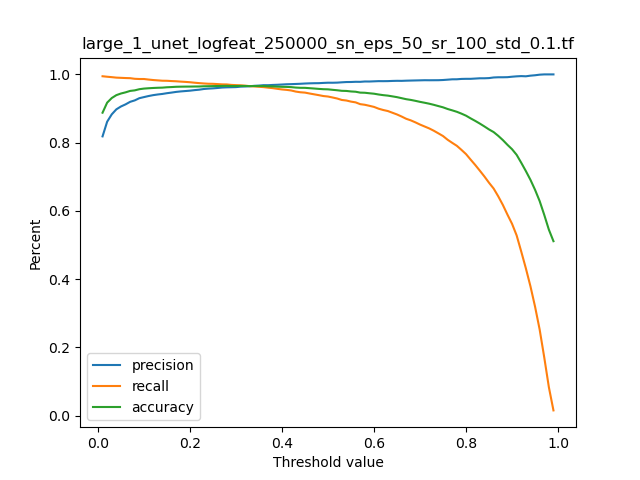 large_1_unet_logfeat_250000_sn_eps_50_sr_100_std_0.1.tf
1.0
0.8
0.6
0.4
0.2
0.0
Percent
precision
recall
accuracy
0.0 0.2 0.4 0.6 0.8 1.0
Threshold value